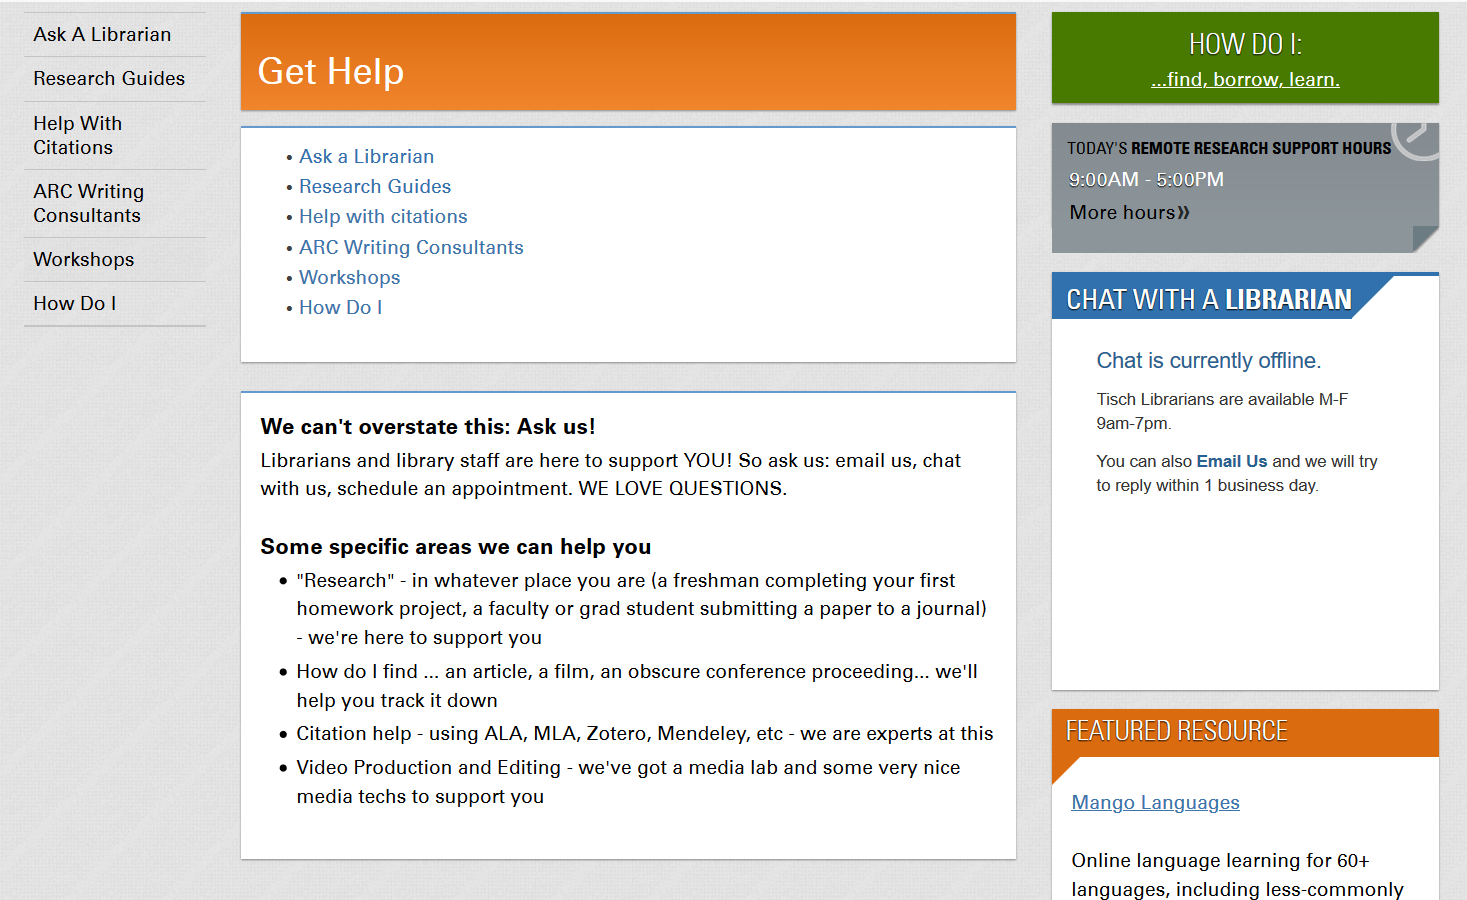 Ask A Librarian
Research Guides
Help With
Citations
ARC Writing
Consultants
Workshops
How Do I
Get Help
• Ask a Librarian
• Research Guides
• Help with citations
• ARC Writing Consultants
• Workshops
• How Do I
We can't overstate this: Ask us!
Librarians and library staff are here to support YOU! So ask us: email us, chat
with us, schedule an appointment. WE LOVE QUESTIONS.
Some specific areas we can help you
• "Research" - in whatever place you are (a freshman completing your first
homework project, a faculty or grad student submitting a paper to a journal)
- we're here to support you
• How do I find ... an article, a film, an obscure conference proceeding... we'll
help you track it down
• Citation help - using ALA, MLA, Zotero, Mendeley, etc - we are experts at this
• Video Production and Editing - we've got a media lab and some very nice
media techs to support you
HOW DO I:
...find, borrow, learn.
TODAY'S REMOTE RESEARCH SUPPORT HOURS
9:00AM - 5:00PM
More hours»
CHAT WITH A LIBRARIAN
Chat is currently offline.
Tisch Librarians are available M-F
9am-7pm.
You can also Email Us and we will try
to reply within 1 business day.
FEATURED RESOURCE
Mango Languages
Online language learning for 60+
languages, including less-commonly